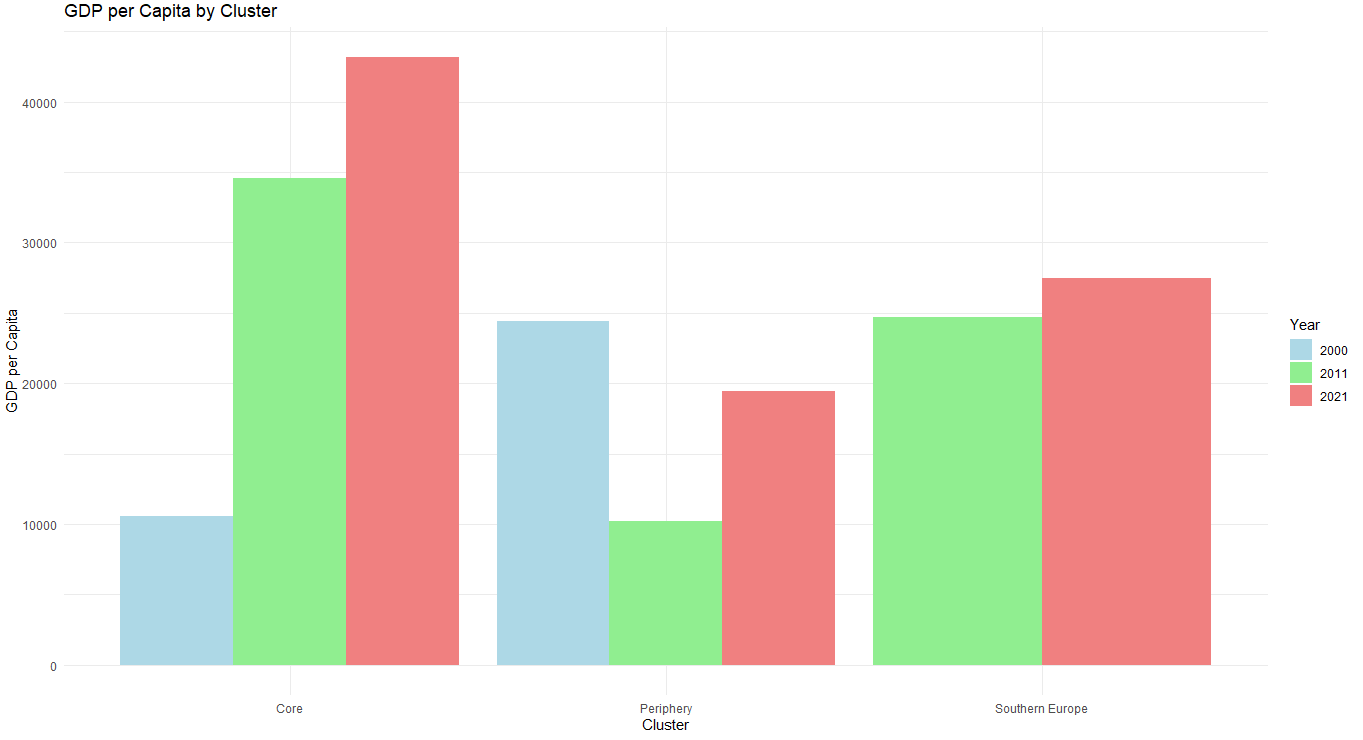 GDP per Capita by Cluster
GDP per Capita
40000
30000
20000
10000
0
Core
Periphery
Southern Europe
Cluster
Year
2000
2011
2021